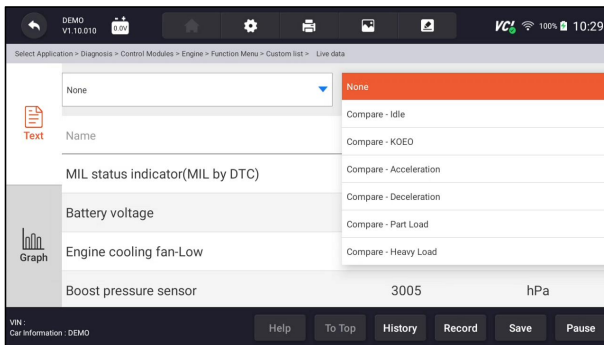 DEMO
V1.10.010
0.0V
VCI 100% 10:29
Select Application > Diagnosis > Control Modules > Engine > Function Menu > Custom list > Live data
None
None
Compare - Idle
Compare - KOEO
Compare - Acceleration
Compare - Deceleration
Compare - Part Load
Compare - Heavy Load
Text
Graph
Name
MIL status indicator(MIL by DTC)
Battery voltage
Engine cooling fan-Low
Boost pressure sensor 3005 hPa
VIN :
Car Information : DEMO
Help To Top History Record Save Pause